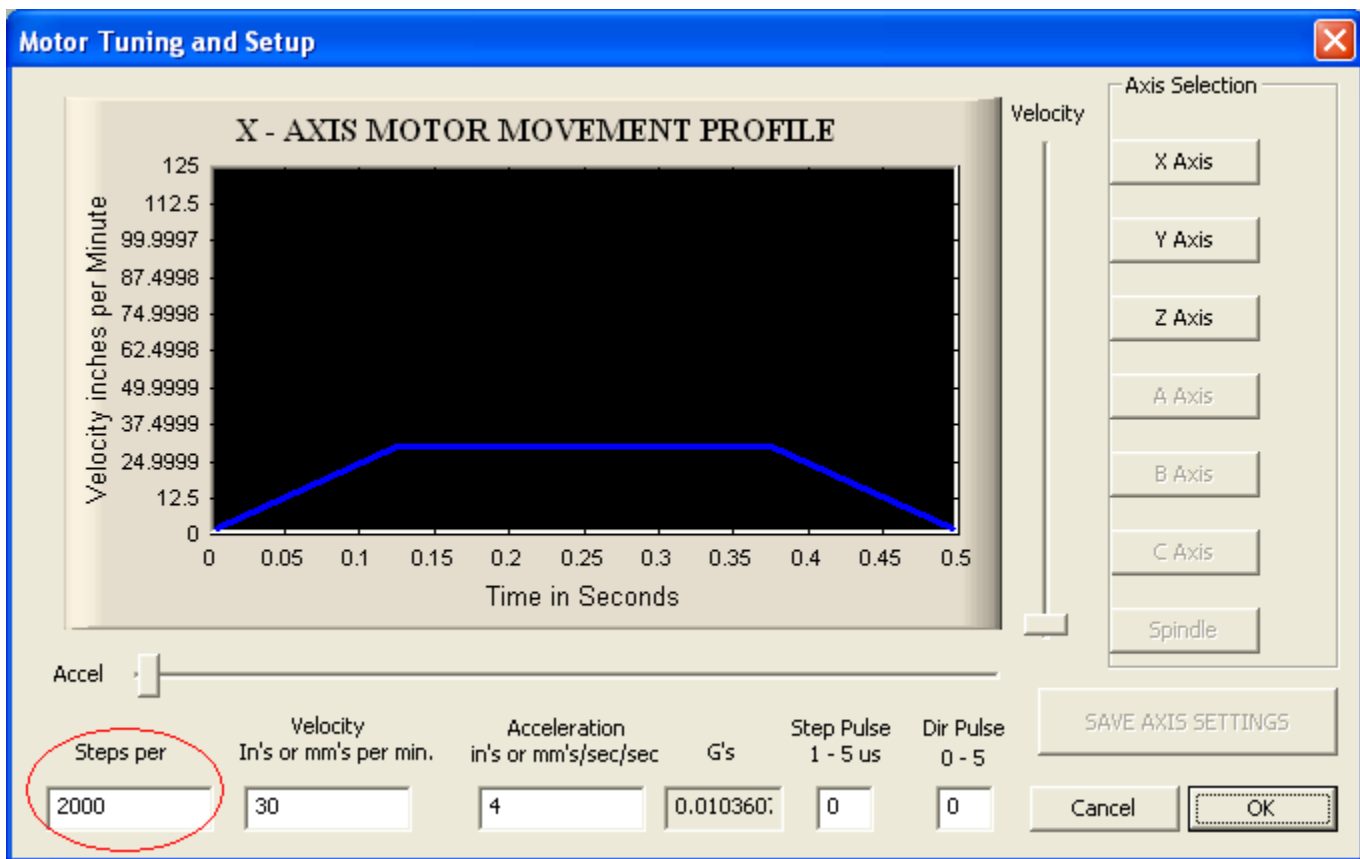 Motor Tuning and Setup
X - AXIS MOTOR MOVEMENT PROFILE
Velocity inches per Minute
125
112.5
99.9997
87.4998
74.9998
62.4998
49.9999
37.4999
24.9999
12.5
0
0 0.05 0.1 0.15 0.2 0.25 0.3 0.35 0.4 0.45 0.5
Time in Seconds
Velocity
Accel
Axis Selection
X Axis
Y Axis
Z Axis
A Axis
B Axis
C Axis
Spindle
Steps per
2000
Velocity
In's or mm's per min.
30
Acceleration
in's or mm's/sec/sec
4
G's
0.010360
Step Pulse
1 - 5 us
0
Dir Pulse
0 - 5
0
SAVE AXIS SETTINGS
Cancel
OK